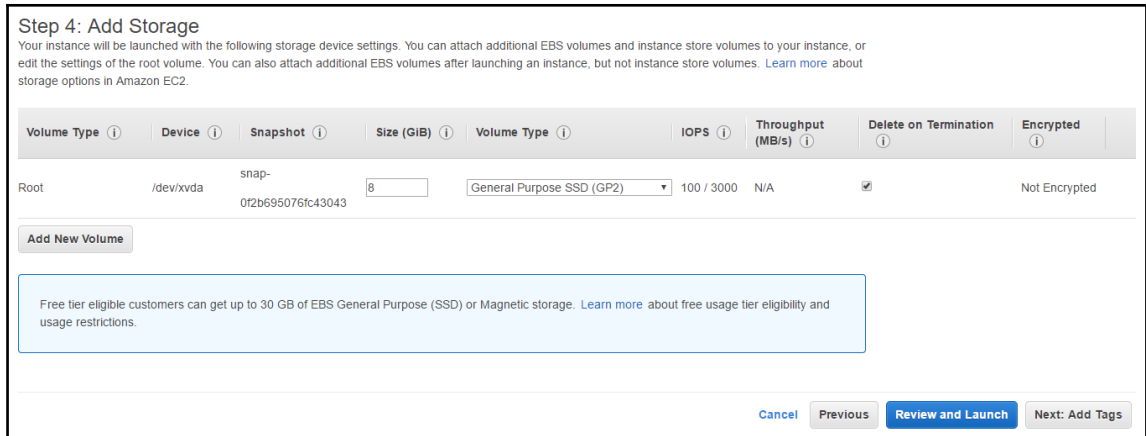 Step 4: Add Storage
Your instance will be launched with the following storage device settings. You can attach additional EBS volumes and instance store volumes to your instance, or
edit the settings of the root volume. You can also attach additional EBS volumes after launching an instance, but not instance store volumes. Learn more about
storage options in Amazon EC2.
Volume Type Device Snapshot Size (GiB) Volume Type IOPS Throughput (MB/s) Delete on Termination Encrypted
Root /dev/xvda snap-0f2b695076fc43043 8 General Purpose SSD (GP2) 100 / 3000 N/A Not Encrypted
Add New Volume
Free tier eligible customers can get up to 30 GB of EBS General Purpose (SSD) or Magnetic storage. Learn more about free usage tier eligibility and
usage restrictions.
Cancel Previous Review and Launch Next: Add Tags